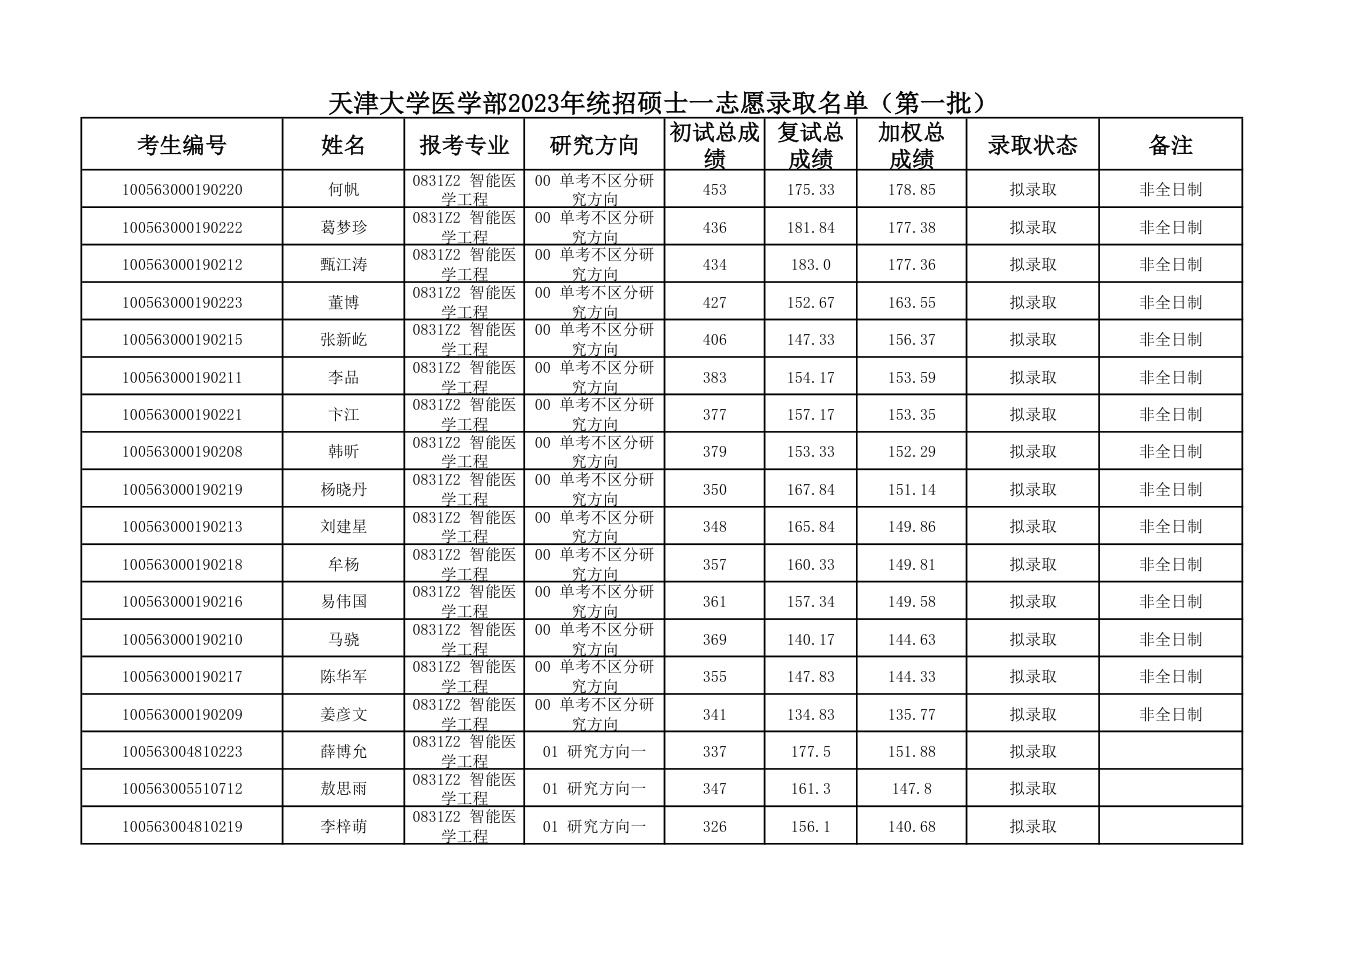 天津大学医学部2023年统招硕士一志愿录取名单（第一批）
考生编号 姓名 报考专业 研究方向 初试总成绩 复试总成绩 加权总成绩 录取状态 备注
100563000190220 何帆 0831Z2 智能医学工程 00 单考不区分研究方向 453 175.33 178.85 拟录取 非全日制
100563000190222 葛梦珍 0831Z2 智能医学工程 00 单考不区分研究方向 436 181.84 177.38 拟录取 非全日制
100563000190212 甄江涛 0831Z2 智能医学工程 00 单考不区分研究方向 434 183.0 177.36 拟录取 非全日制
100563000190223 董博 0831Z2 智能医学工程 00 单考不区分研究方向 427 152.67 163.55 拟录取 非全日制
100563000190215 张新屹 0831Z2 智能医学工程 00 单考不区分研究方向 406 147.33 156.37 拟录取 非全日制
100563000190211 李品 0831Z2 智能医学工程 00 单考不区分研究方向 383 154.17 153.59 拟录取 非全日制
100563000190221 卞江 0831Z2 智能医学工程 00 单考不区分研究方向 377 157.17 153.35 拟录取 非全日制
100563000190208 韩昕 0831Z2 智能医学工程 00 单考不区分研究方向 379 153.33 152.29 拟录取 非全日制
100563000190219 杨晓丹 0831Z2 智能医学工程 00 单考不区分研究方向 350 167.84 151.14 拟录取 非全日制
100563000190213 刘建星 0831Z2 智能医学工程 00 单考不区分研究方向 348 165.84 149.86 拟录取 非全日制
100563000190218 牟杨 0831Z2 智能医学工程 00 单考不区分研究方向 357 160.33 149.81 拟录取 非全日制
100563000190216 易伟国 0831Z2 智能医学工程 00 单考不区分研究方向 361 157.34 149.58 拟录取 非全日制
100563000190210 马骁 0831Z2 智能医学工程 00 单考不区分研究方向 369 140.17 144.63 拟录取 非全日制
100563000190217 陈华军 0831Z2 智能医学工程 00 单考不区分研究方向 355 147.83 144.33 拟录取 非全日制
100563000190209 姜彦文 0831Z2 智能医学工程 00 单考不区分研究方向 341 134.83 135.77 拟录取 非全日制
100563004810223 薛博允 0831Z2 智能医学工程 01 研究方向一 337 177.5 151.88 拟录取
100563005510712 敖思雨 0831Z2 智能医学工程 01 研究方向一 347 161.3 147.8 拟录取
100563004810219 李梓萌 0831Z2 智能医学工程 01 研究方向一 326 156.1 140.68 拟录取